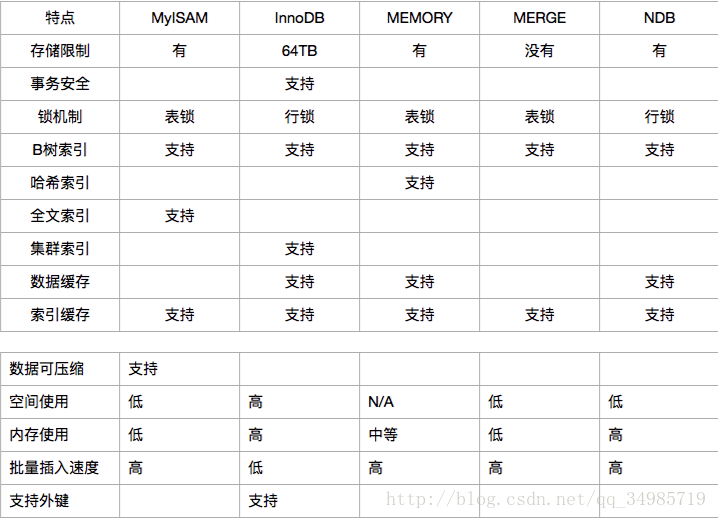 特点 MyISAM InnoDB MEMORY MERGE NDB
存储限制 有 64TB 有 没有 有
事务安全 支持
锁机制 表锁 行锁 表锁 表锁 行锁
B树索引 支持 支持 支持 支持 支持
哈希索引 支持
全文索引 支持
集群索引 支持
数据缓存 支持 支持 支持
索引缓存 支持 支持 支持 支持 支持
数据可压缩 支持
空间使用 低 高 N/A 低 低
内存使用 低 高 中等 低 高
批量插入速度 高 低 高 高 高
支持外键 支持
http://blog.csdn.net/qq_34985719